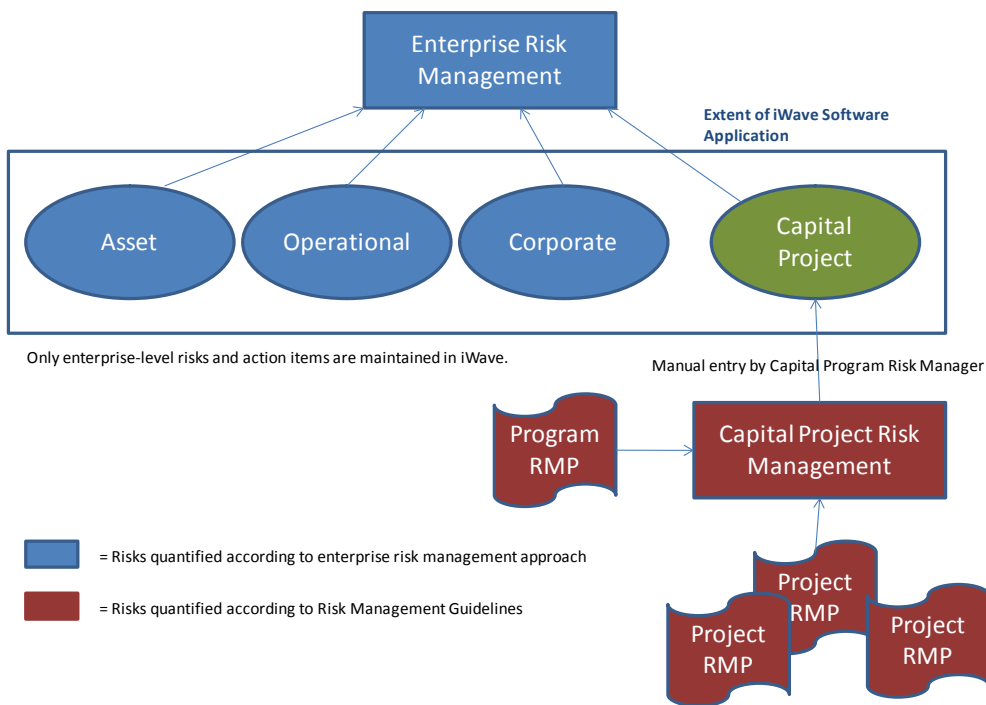 Enterprise Risk
Management
Extent of iWave Software
Application
Asset
Operational
Corporate
Capital
Project
Only enterprise-level risks and action items are maintained in iWave.
Manual entry by Capital Program Risk Manager
Program
RMP
Capital Project Risk
Management
= Risks quantified according to enterprise risk management approach
= Risks quantified according to Risk Management Guidelines
Project
RMP
Project
RMP
Project
RMP